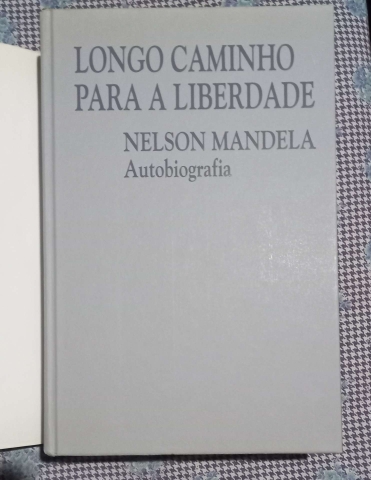 LONGO CAMINHO
PARA A LIBERDADE
NELSON MANDELA
Autobiografia